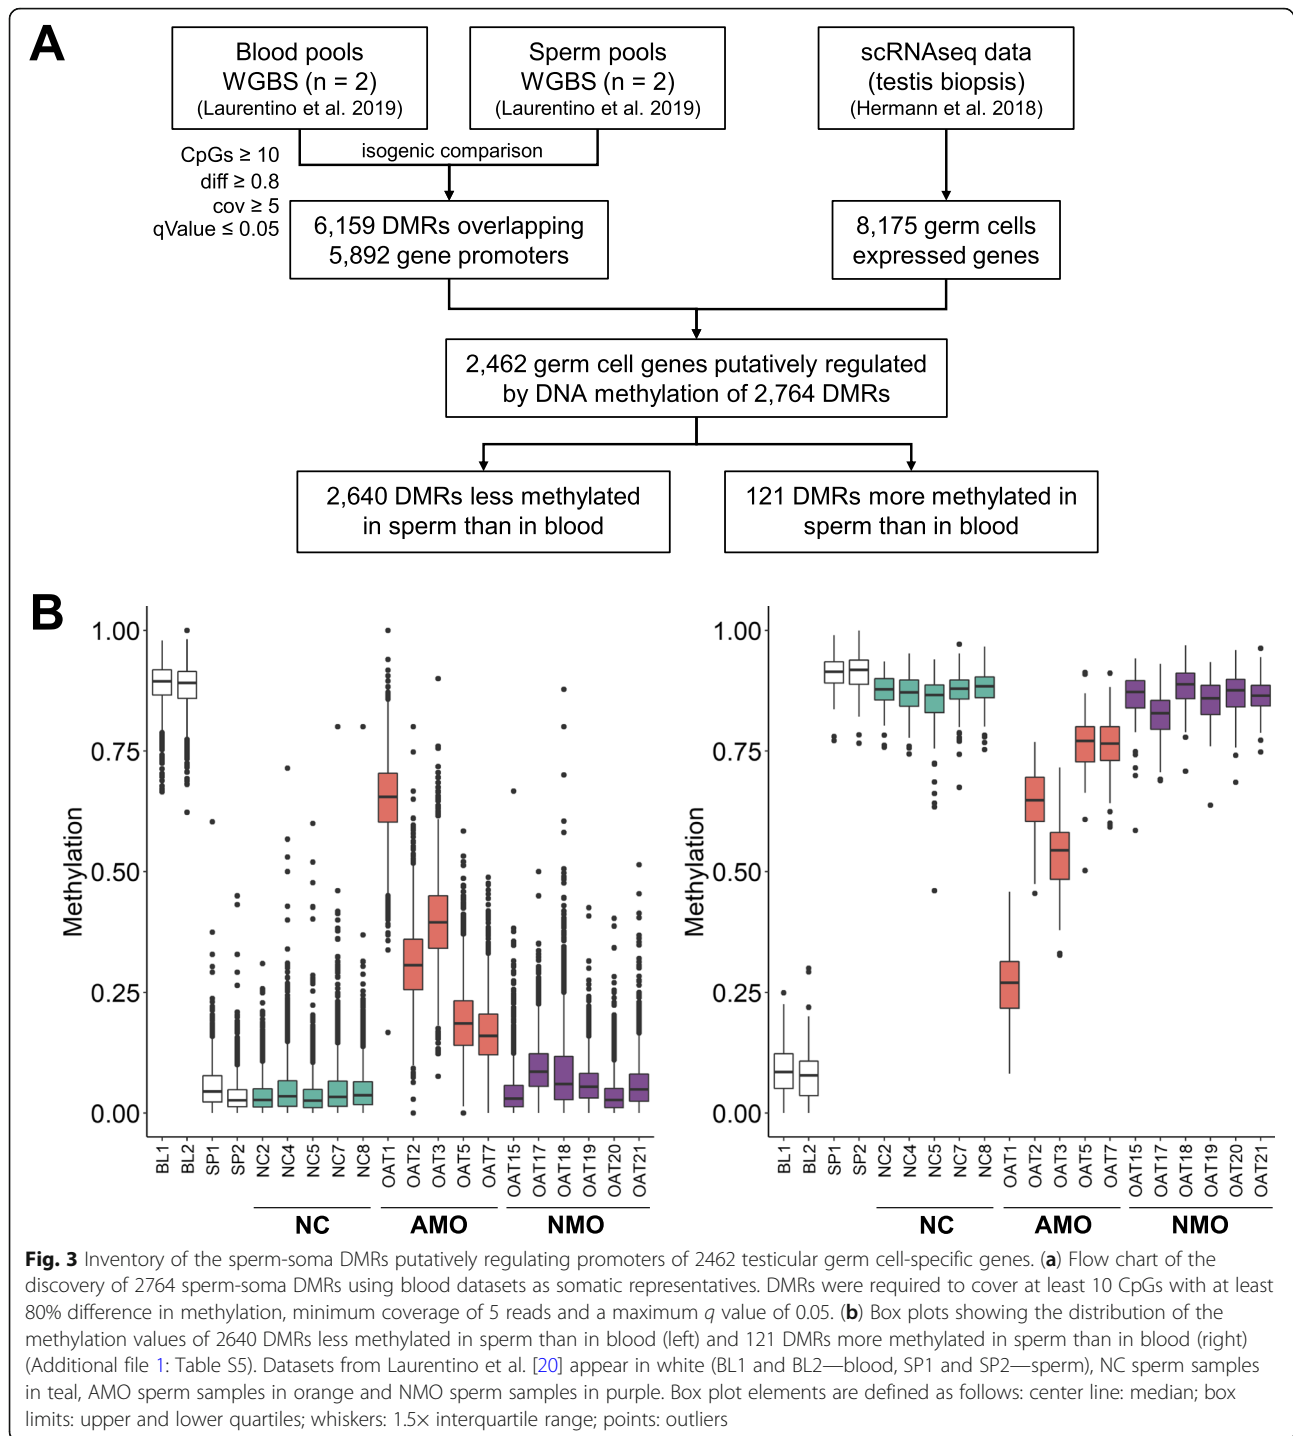 A
Blood pools
WGBS (n = 2)
(Laurentino et al. 2019)
Sperm pools
WGBS (n = 2)
(Laurentino et al. 2019)
scRNAseq data
(testis biopsis)
(Hermann et al. 2018)
CpGs ≥ 10
diff ≥ 0.8
cov ≥ 5
qValue ≤ 0.05
isogenic comparison
6,159 DMRs overlapping
5,892 gene promoters
8,175 germ cells
expressed genes
2,462 germ cell genes putatively regulated
by DNA methylation of 2,764 DMRs
2,640 DMRs less methylated
in sperm than in blood
121 DMRs more methylated in
sperm than in blood
B
Methylation
1.00
0.75
0.50
0.25
0.00
BL1
BL2
SP1
SP2
NC2
NC4
NC5
NC7
NC8
OAT1
OAT2
OAT3
OAT5
OAT7
OAT15
OAT17
OAT18
OAT19
OAT20
OAT21
NC
AMO
NMO
Methylation
1.00
0.75
0.50
0.25
0.00
BL1
BL2
SP1
SP2
NC2
NC4
NC5
NC7
NC8
OAT1
OAT2
OAT3
OAT5
OAT7
OAT15
OAT17
OAT18
OAT19
OAT20
OAT21
NC
AMO
NMO
Fig. 3 Inventory of the sperm-soma DMRs putatively regulating promoters of 2462 testicular germ cell-specific genes. (a) Flow chart of the
discovery of 2764 sperm-soma DMRs using blood datasets as somatic representatives. DMRs were required to cover at least 10 CpGs with at least
80% difference in methylation, minimum coverage of 5 reads and a maximum q value of 0.05. (b) Box plots showing the distribution of the
methylation values of 2640 DMRs less methylated in sperm than in blood (left) and 121 DMRs more methylated in sperm than in blood (right)
(Additional file 1: Table S5). Datasets from Laurentino et al. [20] appear in white (BL1 and BL2—blood, SP1 and SP2—sperm), NC sperm samples
in teal, AMO sperm samples in orange and NMO sperm samples in purple. Box plot elements are defined as follows: center line: median; box
limits: upper and lower quartiles; whiskers: 1.5× interquartile range; points: outliers